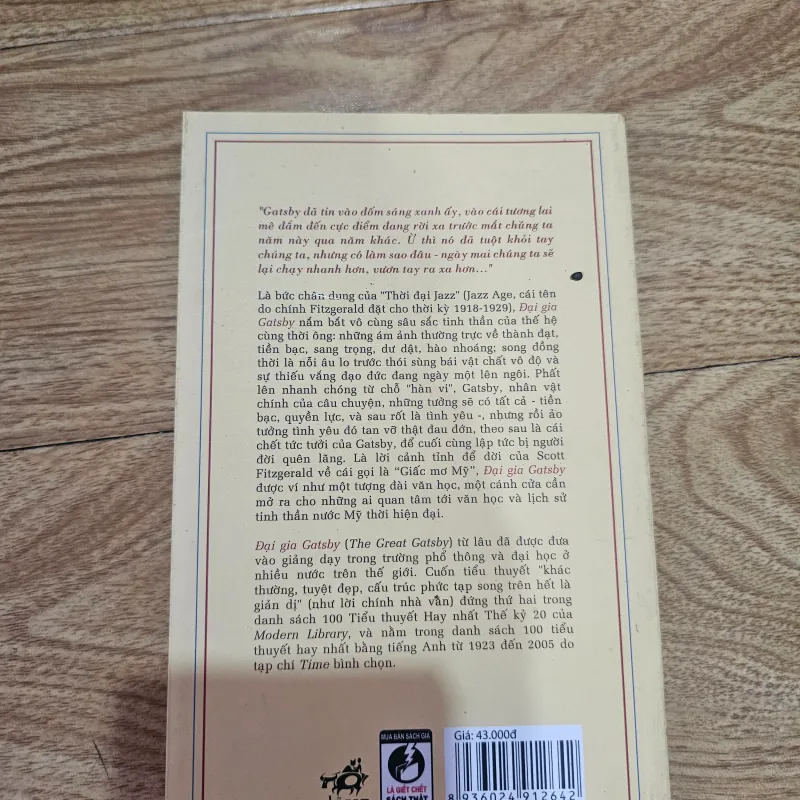 "Gatsby đã tin vào đốm sáng xanh ấy, vào cái tương lai
mê đắm đến cực điểm đang rời xa trước mắt chúng ta
năm này qua năm khác. Ừ thì nó đã tuột khỏi tay
chúng ta, nhưng có làm sao đâu - ngày mai chúng ta sẽ
lại chạy nhanh hơn, vươn tay ra xa hơn..."
Là bức chân dung của "Thời đại Jazz" (Jazz Age, cái tên
do chính Fitzgerald đặt cho thời kỳ 1918-1929), Đại gia
Gatsby nắm bắt vô cùng sâu sắc tinh thần của thế hệ
cùng thời ông: những ám ảnh thường trực về thành đạt,
tiền bạc, sang trọng, dư dật, hào nhoáng; song đồng
thời là nỗi âu lo trước thói sùng bái vật chất vô độ và
sự thiếu vắng đạo đức đang ngày một lên ngôi. Phất
lên nhanh chóng từ chỗ "hàn vi", Gatsby, nhân vật
chính của câu chuyện, những tưởng sẽ có tất cả - tiền
bạc, quyền lực, và sau rốt là tình yêu -, nhưng rồi ảo
tưởng tình yêu đó tan vỡ thật đau đớn, theo sau là cái
chết tức tưởi của Gatsby, để cuối cùng lập tức bị người
đời quên lãng. Là lời cảnh tỉnh để đời của Scott
Fitzgerald về cái gọi là "Giấc mơ Mỹ", Đại gia Gatsby
được ví như một tượng đài văn học, một cánh cửa cần
mở ra cho những ai quan tâm tới văn học và lịch sử
tinh thần nước Mỹ thời hiện đại.
Đại gia Gatsby (The Great Gatsby) từ lâu đã được đưa
vào giảng dạy trong trường phổ thông và đại học ở
nhiều nước trên thế giới. Cuốn tiểu thuyết "khác
thường, tuyệt đẹp, cấu trúc phức tạp song trên hết là
giản dị" (như lời chính nhà văn) đứng thứ hai trong
danh sách 100 Tiểu thuyết Hay nhất Thế kỷ 20 của
Modern Library, và nằm trong danh sách 100 tiểu
thuyết hay nhất bằng tiếng Anh từ 1923 đến 2005 do
tạp chí Time bình chọn.
MUA BÁN SÁCH GIẢ
LÀ GIẾT CHẾT
SÁCH THẬT
Giá: 43.000đ
8 936024 912642